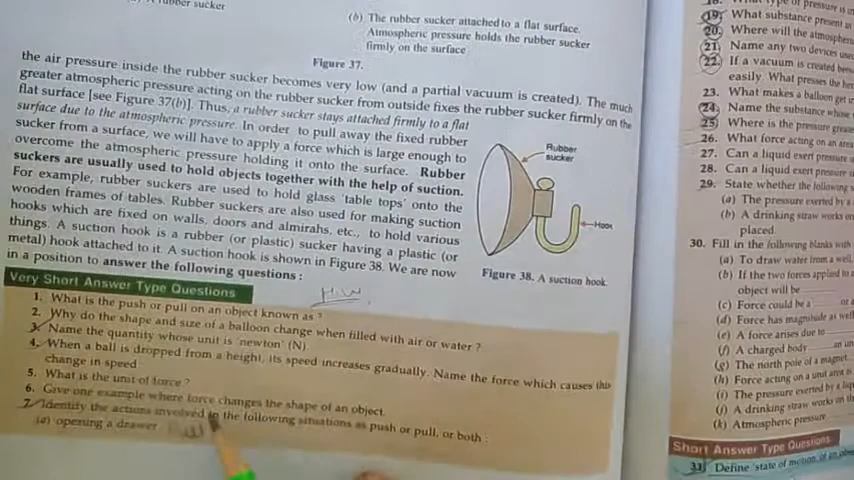 rubber sucker
(b) The rubber sucker attached to a flat surface.
Atmospheric pressure holds the rubber sucker
firmly on the surface
Figure 37.
the air pressure inside the rubber sucker becomes very low (and a partial vacuum is created). The much
greater atmospheric pressure acting on the rubber sucker from outside fixes the rubber sucker firmly on the
flat surface [see Figure 37(b)]. Thus, a rubber sucker stays attached firmly to a flat
surface due to the atmospheric pressure. In order to pull away the fixed rubber
sucker from a surface, we will have to apply a force which is large enough to
overcome the atmospheric pressure holding it onto the surface. Rubber
suckers are usually used to hold objects together with the help of suction.
For example, rubber suckers are used to hold glass 'table tops' onto the
wooden frames of tables. Rubber suckers are also used for making suction
hooks which are fixed on walls, doors and almirahs, etc., to hold various
things. A suction hook is a rubber (or plastic) sucker having a plastic (or
metal) hook attached to it. A suction hook is shown in Figure 38. We are now
in a position to answer the following questions :
Rubber
sucker
Hook
Figure 38. A suction hook.
Very Short Answer Type Questions
H.W
1. What is the push or pull on an object known as ?
2. Why do the shape and size of a balloon change when filled with air or water ?
3. Name the quantity whose unit is 'newton' (N).
4. When a ball is dropped from a height, its speed increases gradually. Name the force which causes this
change in speed
5. What is the unit of force ?
6. Give one example where force changes the shape of an object.
7. Identify the actions involved in the following situations as push or pull, or both :
(a) opening a drawer
18. What type of pressure is
19. What substance present in
20. Where will the atmospheric
21. Name any two devices
22. If a vacuum is created
easily. What presses the
23. What makes a balloon get
24. Name the substance whose
25. Where is the pressure
26. What force acting on an area
27. Can a liquid exert pressure
28. Can a liquid exert pressure
29. State whether the following
(a) The pressure exerted by a
(b) A drinking straw works on
placed.
30. Fill in the following blanks with
(a) To draw water from a well,
(b) If the two forces applied to
object will be
(c) Force could be a
(d) Force has magnitude as well
(e) A force arises due to
(f) A charged body
(g) The north pole of a magnet
(h) Force acting on a unit area
(i) The pressure exerted by a
(j) A drinking straw works on
(k) Atmospheric pressure
Short Answer Type Questions
31. Define 'state of motion' of an